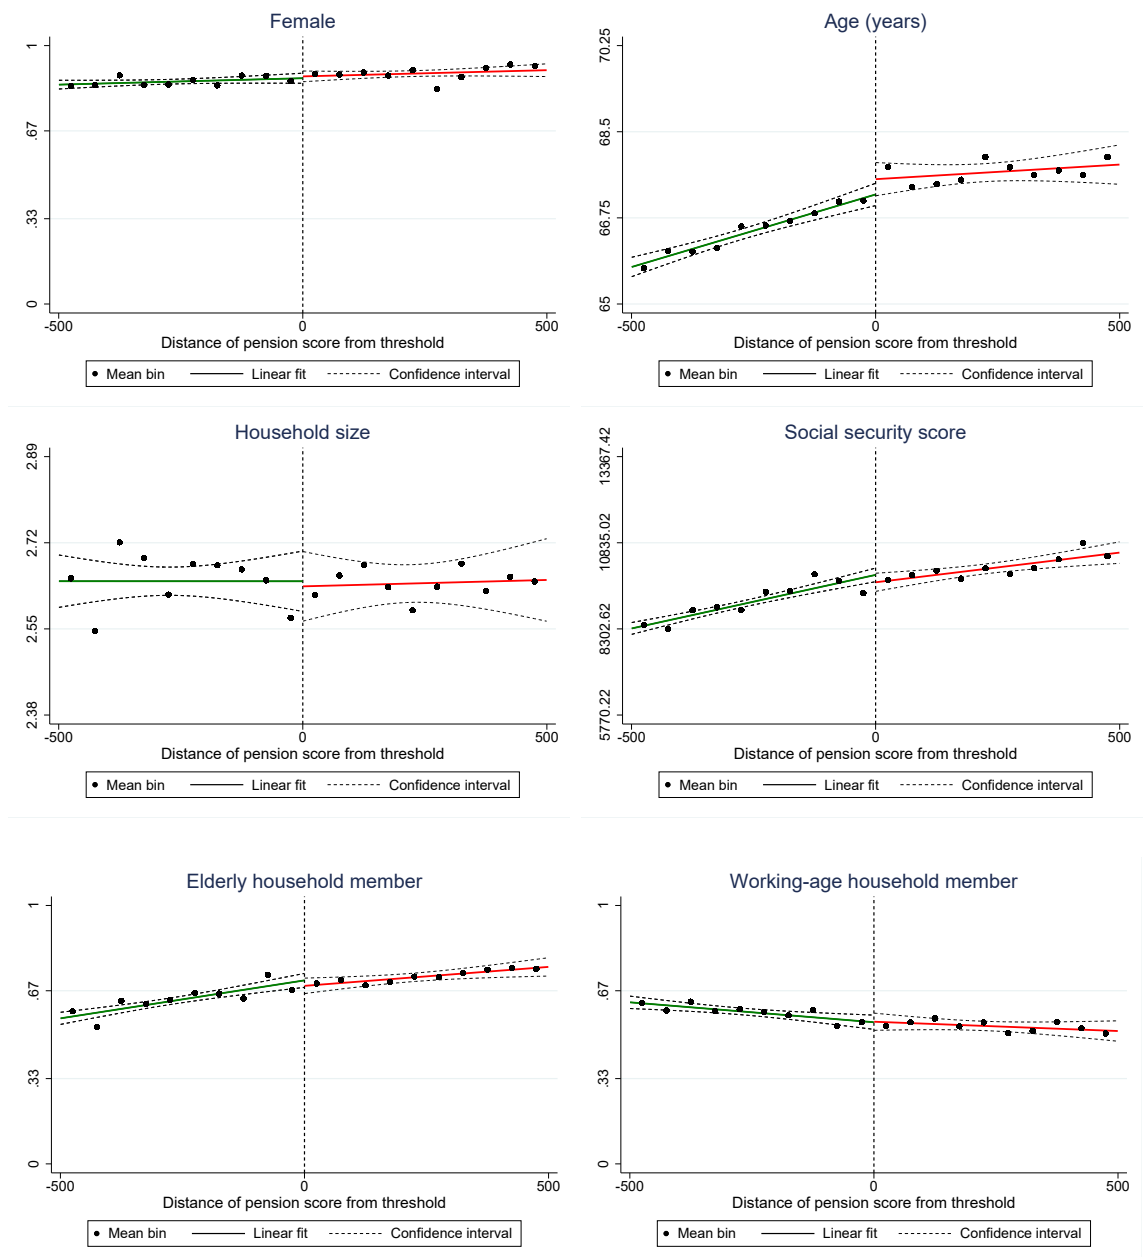 Female
1
.67
.33
0
-500 0 500
Distance of pension score from threshold
Mean bin Linear fit Confidence interval
Age (years)
70.25
68.5
66.75
65
-500 0 500
Distance of pension score from threshold
Mean bin Linear fit Confidence interval
Household size
2.89
2.72
2.55
2.38
-500 0 500
Distance of pension score from threshold
Mean bin Linear fit Confidence interval
Social security score
13367.42
10835.02
8302.62
5770.22
-500 0 500
Distance of pension score from threshold
Mean bin Linear fit Confidence interval
Elderly household member
1
.67
.33
0
-500 0 500
Distance of pension score from threshold
Mean bin Linear fit Confidence interval
Working-age household member
1
.67
.33
0
-500 0 500
Distance of pension score from threshold
Mean bin Linear fit Confidence interval